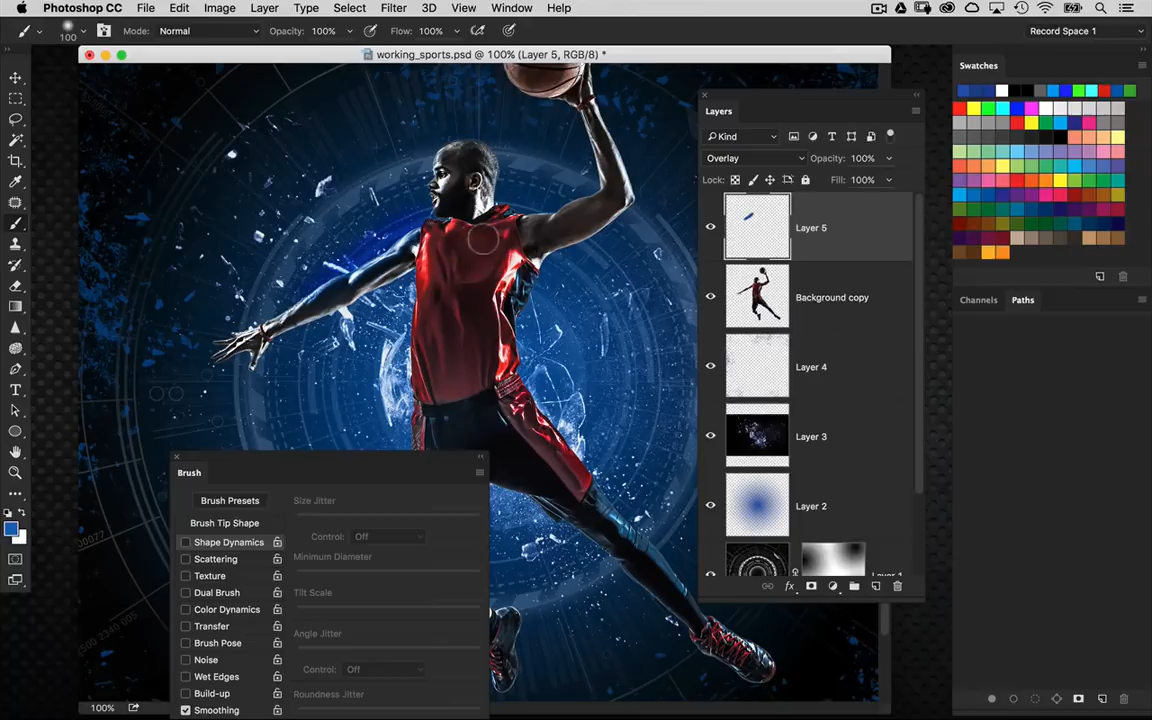 Photoshop CC File Edit Image Layer Type Select Filter 3D View Window Help
100 Mode: Normal Opacity: 100% Flow: 100% Record Space 1
working_sports.psd @ 100% (Layer 5, RGB/8) *
Swatches
Layers
Kind
Overlay Opacity: 100%
Lock: Fill: 100%
Layer 5
Background copy
Layer 4
Layer 3
Layer 2
Layer 1
Channels Paths
Brush
Brush Presets
Brush Tip Shape
Shape Dynamics
Scattering
Texture
Dual Brush
Color Dynamics
Transfer
Brush Pose
Noise
Wet Edges
Build-up
Smoothing
Size Jitter
Control: Off
Minimum Diameter
Tilt Scale
Angle Jitter
Control: Off
Roundness Jitter
100%